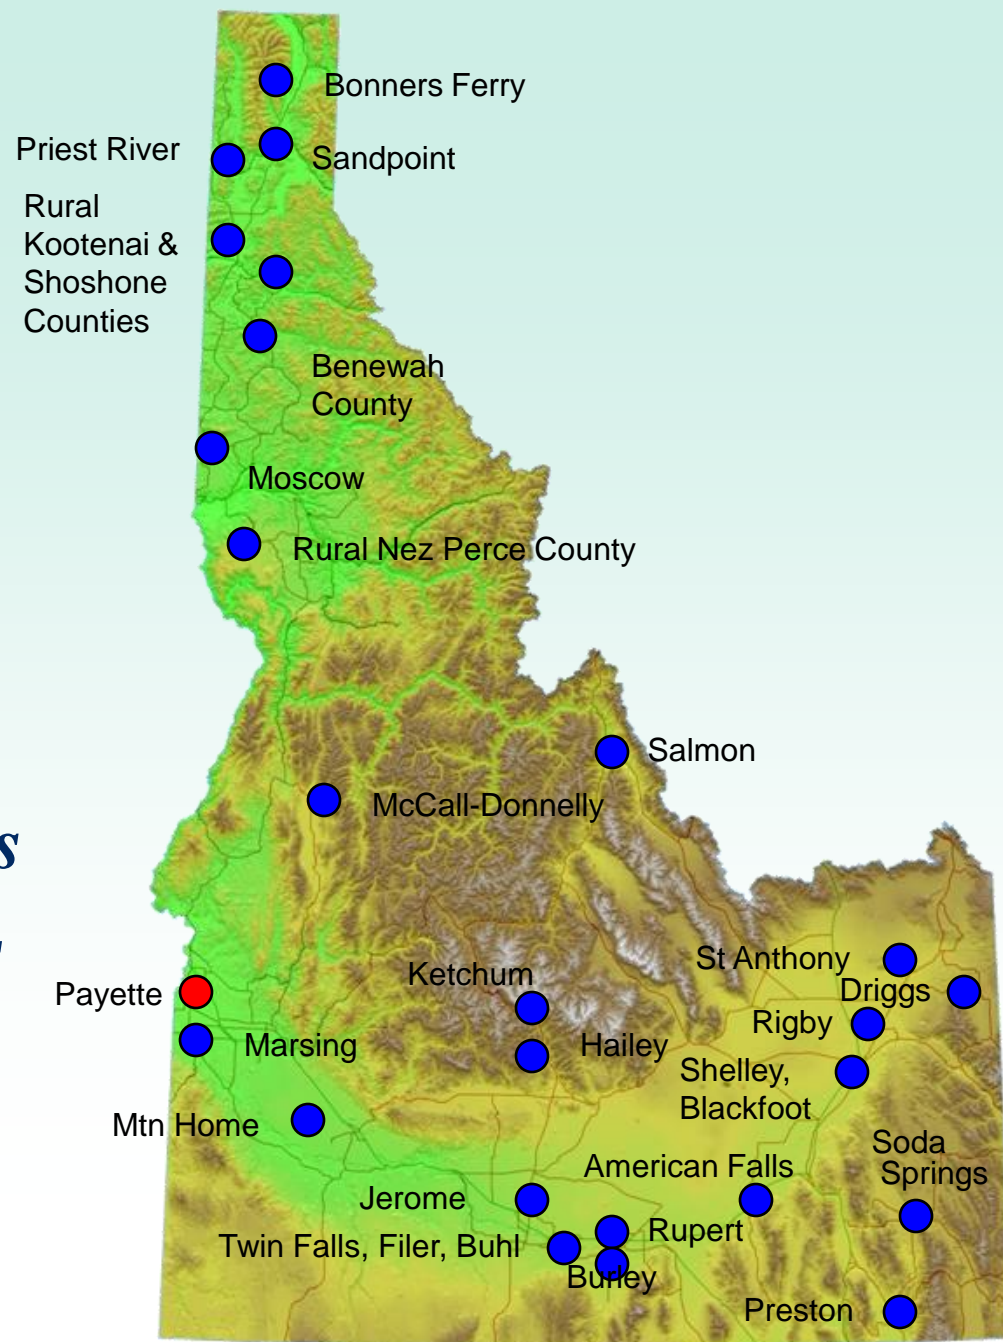 Bonners Ferry
Priest River
Sandpoint
Rural
Kootenai &
Shoshone
Counties
Benewah
County
Moscow
Rural Nez Perce County
Salmon
McCall-Donnelly
s
St Anthony
Ketchum
Driggs
Payette
Rigby
Marsing
Hailey
Shelley,
Blackfoot
Mtn Home
Soda
Springs
American Falls
Jerome
Rupert
Twin Falls, Filer, Buhl
Burley
Preston